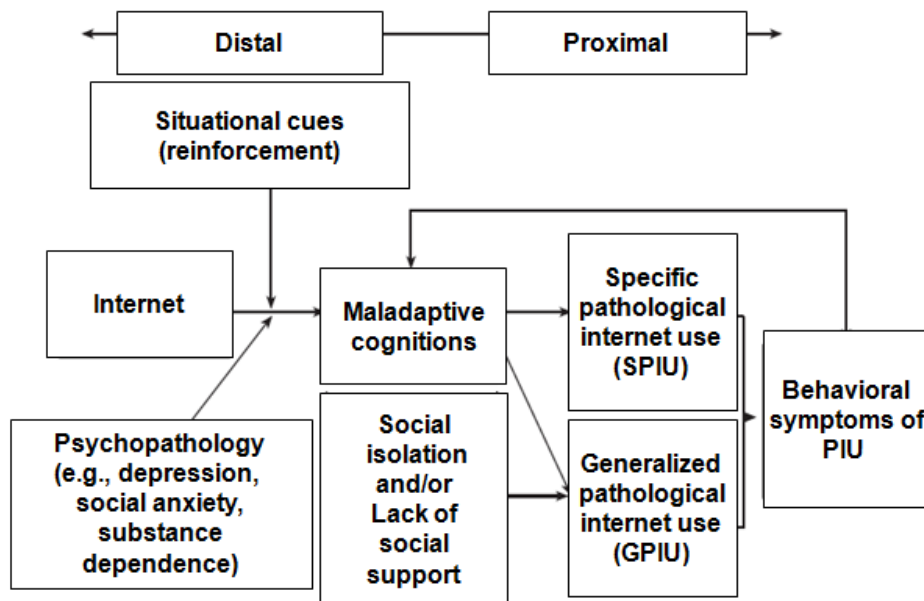 Distal
Proximal
Situational cues
(reinforcement)
Internet
Maladaptive
cognitions
Specific
pathological
internet use
(SPIU)
Behavioral
symptoms of
PIU
Psychopathology
(e.g., depression,
social anxiety,
substance
dependence)
Social
isolation
and/or
Lack of
social
support
Generalized
pathological
internet use
(GPIU)